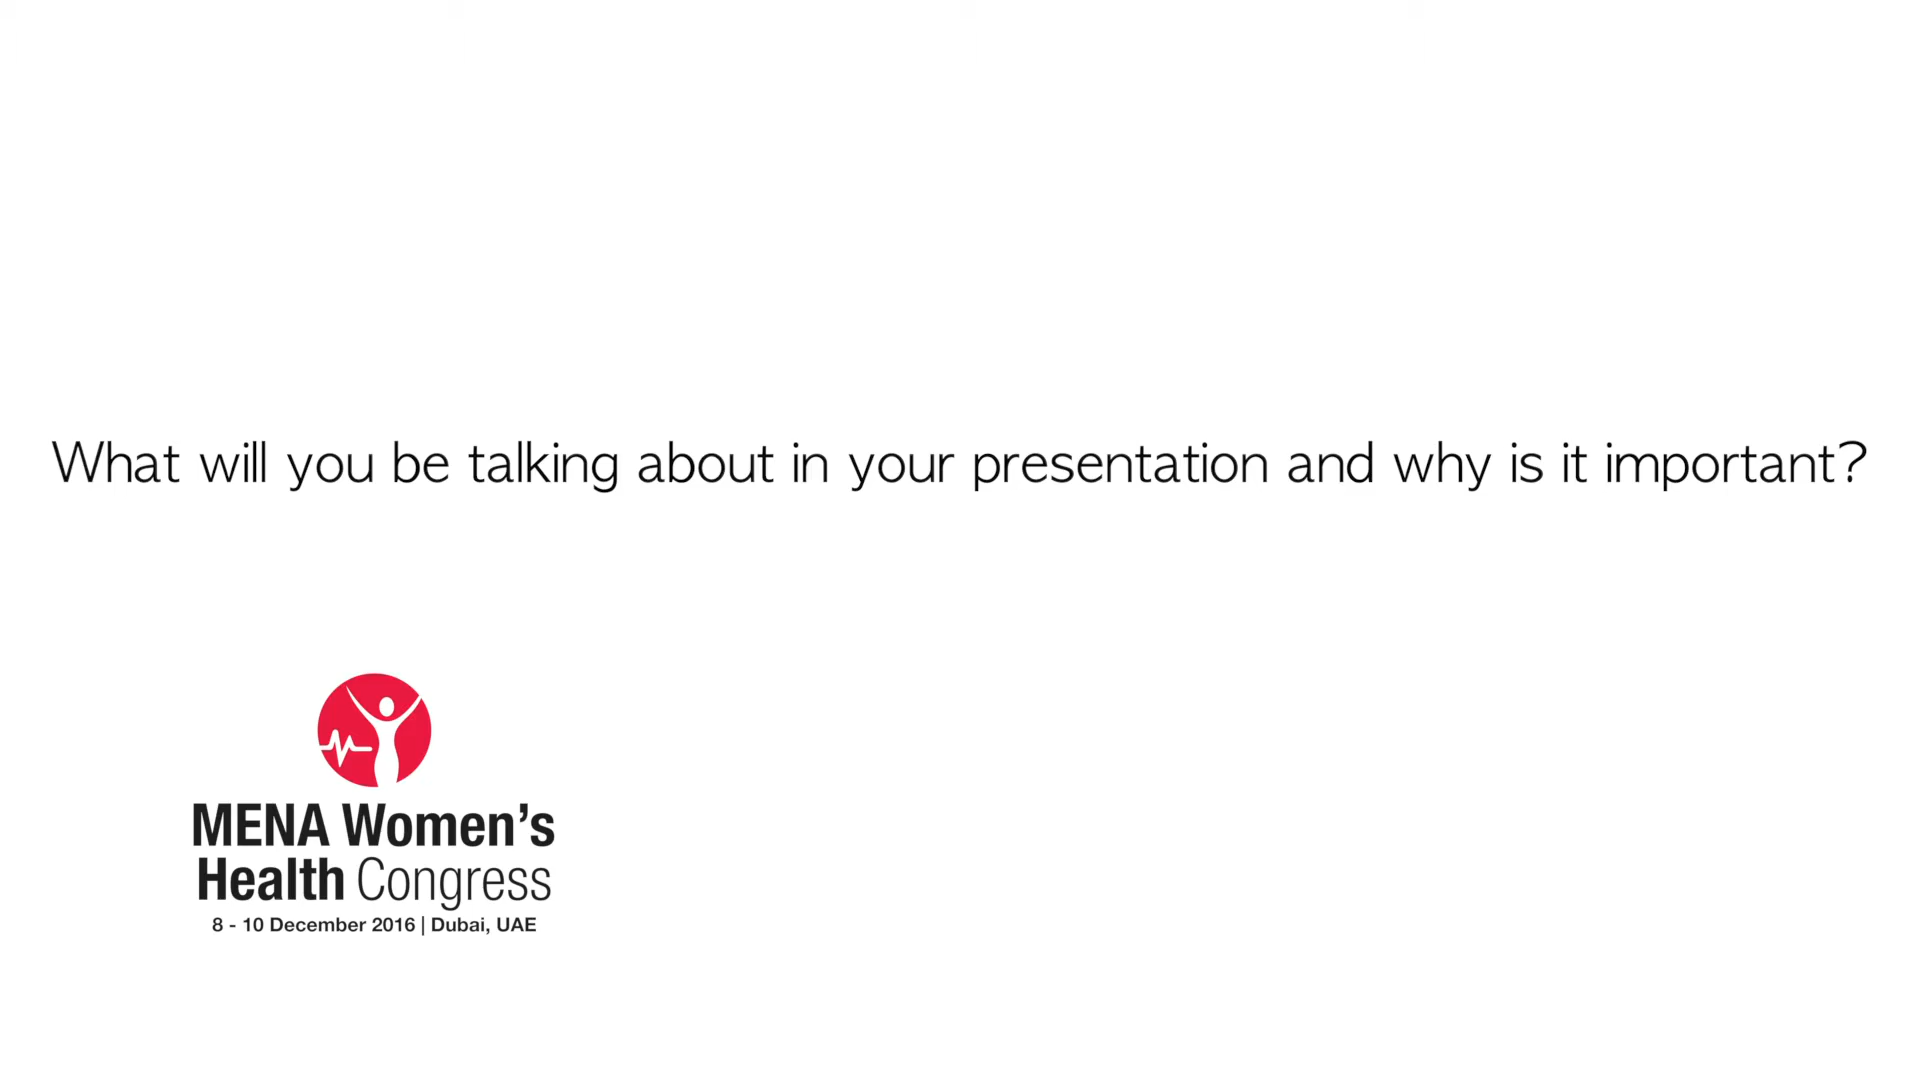 What will you be talking about in your presentation and why is it important?
MENA Women’s
Health Congress
8 - 10 December 2016 | Dubai, UAE